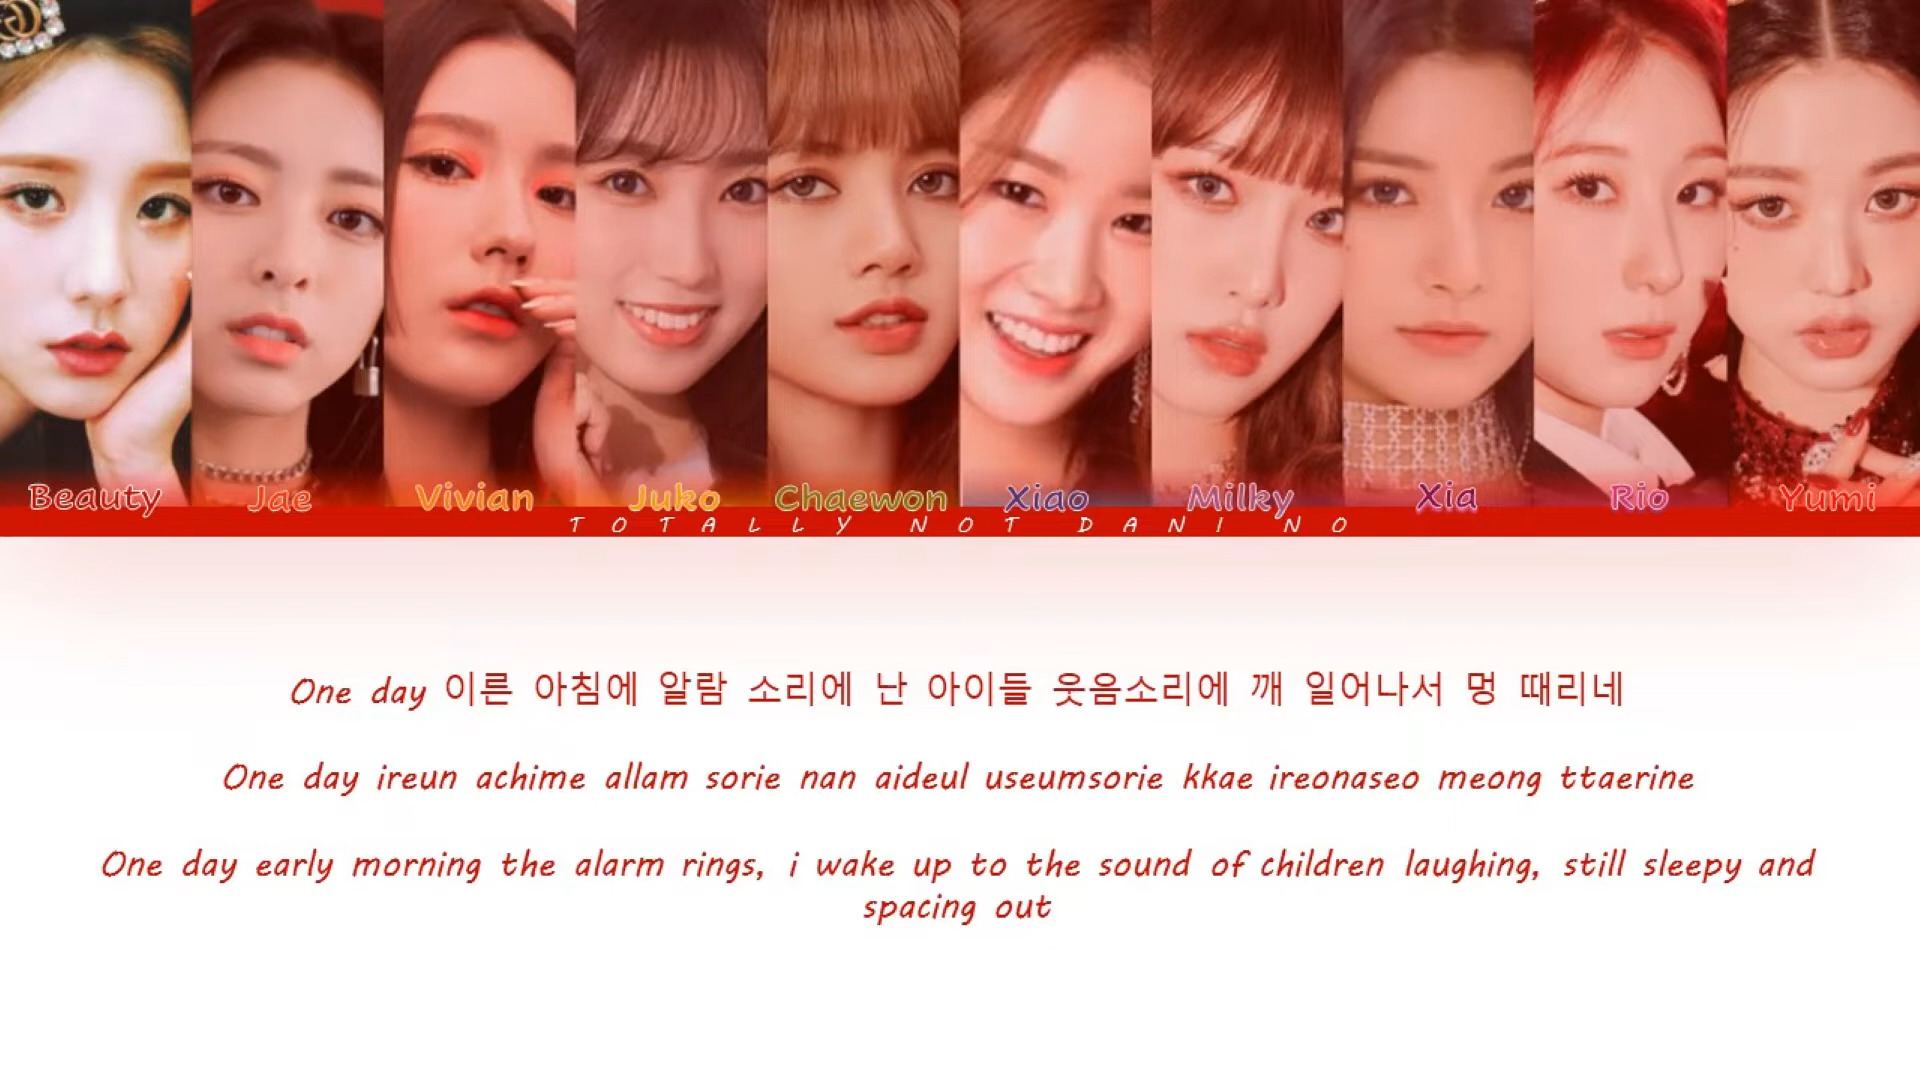 Beauty Jae Vivian Juko Chaewon Xiao Milky Xia Rio Yumi
TOTALLY NOT DANI NO
One day 이른 아침에 알람 소리에 난 아이들 웃음소리에 깨 일어나서 멍 때리네
One day ireun achime allam sorie nan aideul useumsorie kkae ireonaseo meong ttaerine
One day early morning the alarm rings, i wake up to the sound of children laughing, still sleepy and
spacing out